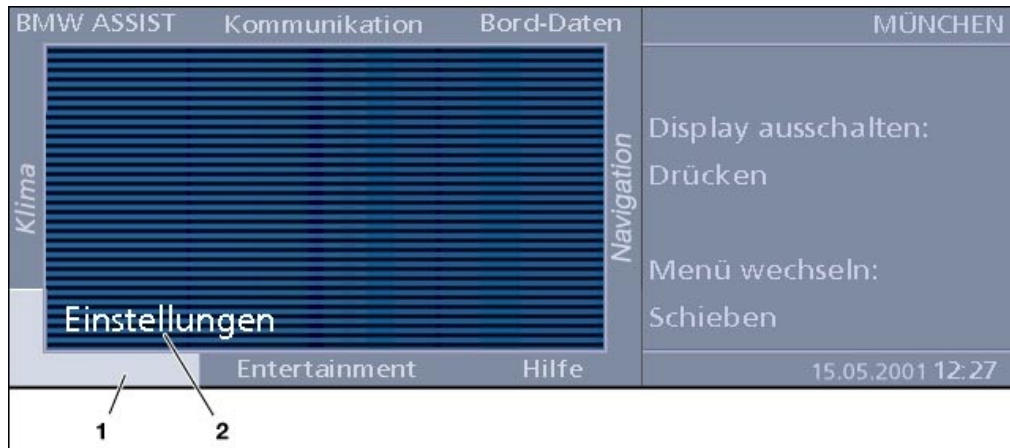 BMW ASSIST Kommunikation Bord-Daten MÜNCHEN
Klima
Navigation
Display ausschalten:
Drücken
Menü wechseln:
Schieben
Einstellungen
Entertainment Hilfe
15.05.2001 12:27
1 2